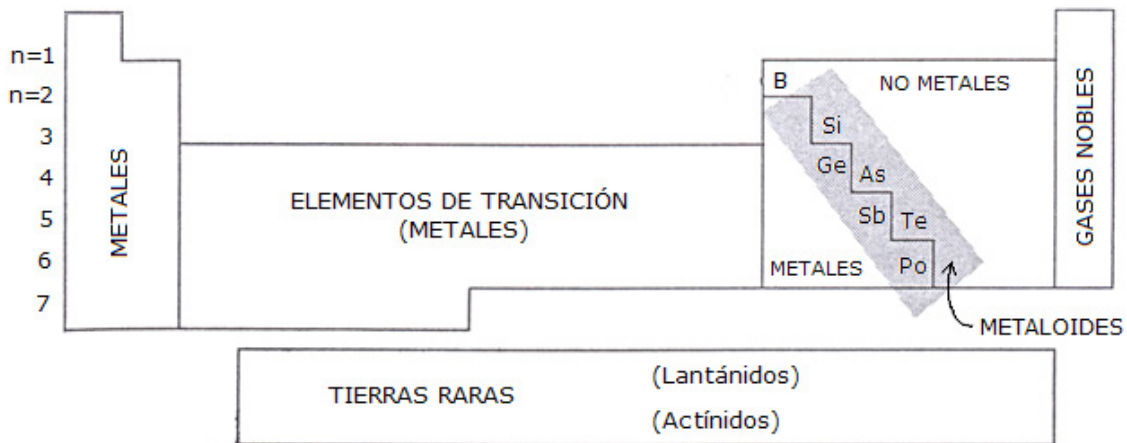 n=1
n=2
3
4
5
6
7
METALES
ELEMENTOS DE TRANSICIÓN
(METALES)
B
NO METALES
Si
Ge
As
Sb
Te
METALES
Po
GASES NOBLES
METALOIDES
TIERRAS RARAS
(Lantánidos)
(Actínidos)